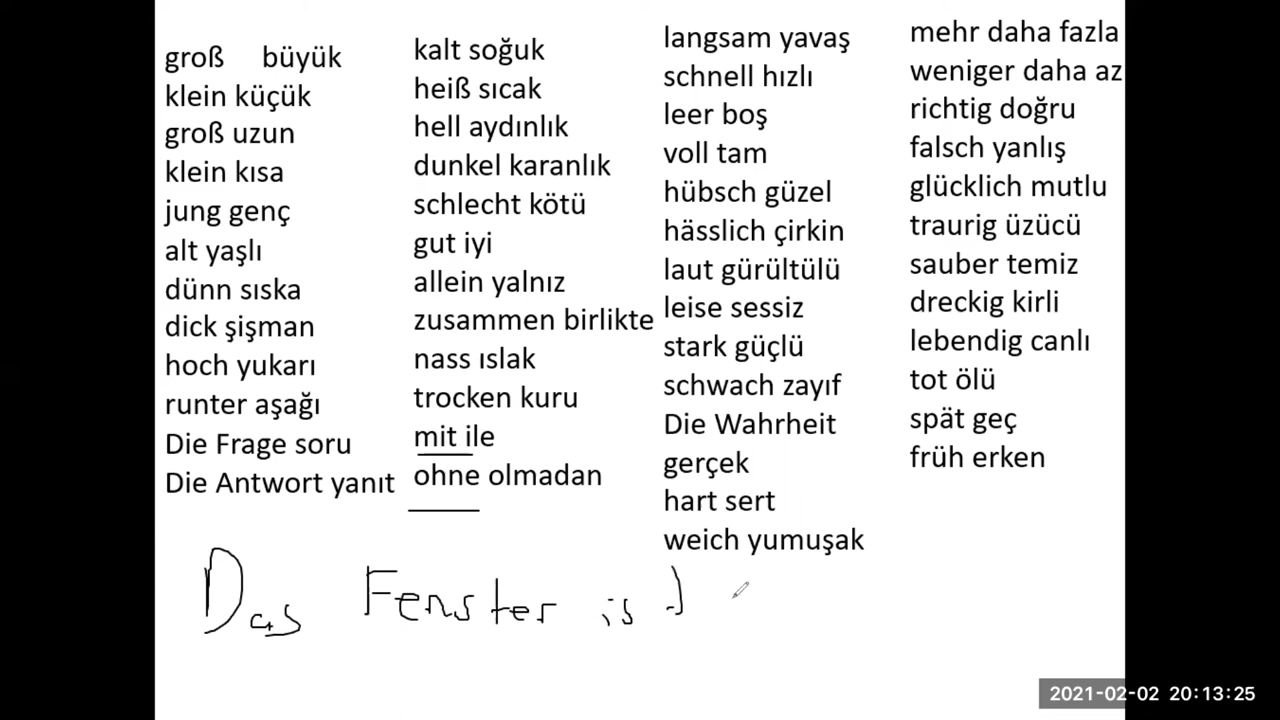 groß büyük
klein küçük
groß uzun
klein kısa
jung genç
alt yaşlı
dünn sıska
dick şişman
hoch yukarı
runter aşağı
Die Frage soru
Die Antwort yanıt
kalt soğuk
heiß sıcak
hell aydınlık
dunkel karanlık
schlecht kötü
gut iyi
allein yalnız
zusammen birlikte
nass ıslak
trocken kuru
mit ile
ohne olmadan
langsam yavaş
schnell hızlı
leer boş
voll tam
hübsch güzel
hässlich çirkin
laut gürültülü
leise sessiz
stark güçlü
schwach zayıf
Die Wahrheit
gerçek
hart sert
weich yumuşak
mehr daha fazla
weniger daha az
richtig doğru
falsch yanlış
glücklich mutlu
traurig üzücü
sauber temiz
dreckig kirli
lebendig canlı
tot ölü
spät geç
früh erken
Das Fenster is
2021-02-02 20:13:25